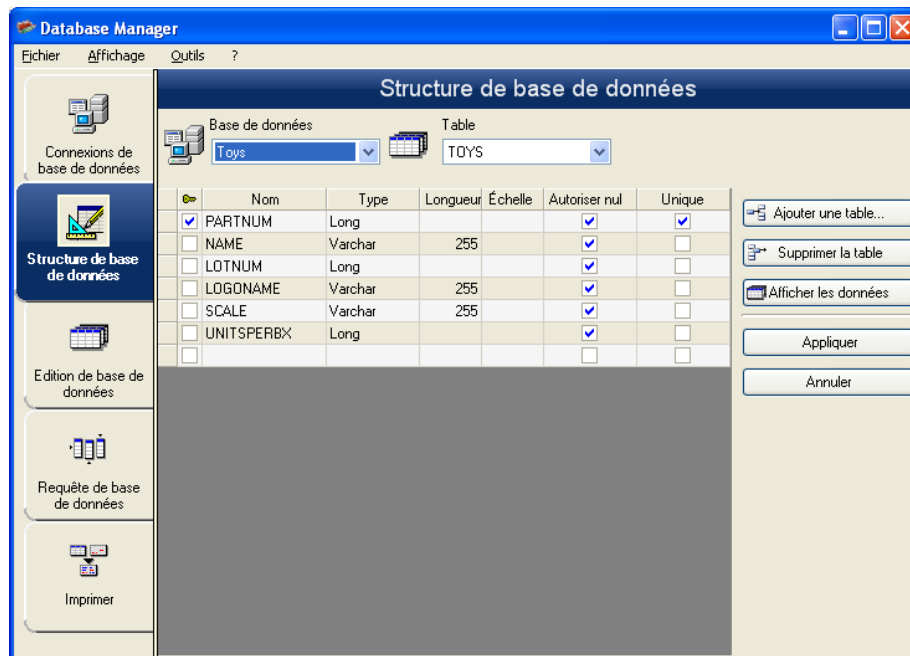 Database Manager
Fichier Affichage Outils ?
Structure de base de données
Connexions de
base de données
Structure de base
de données
Edition de base de
données
Requête de base
de données
Imprimer
Base de données
Toys
Table
TOYS
Nom Type Longueur Échelle Autoriser nul Unique
PARTNUM Long
NAME Varchar 255
LOTNUM Long
LOGONAME Varchar 255
SCALE Varchar 255
UNITSPERBX Long
Ajouter une table...
Supprimer la table
Afficher les données
Appliquer
Annuler